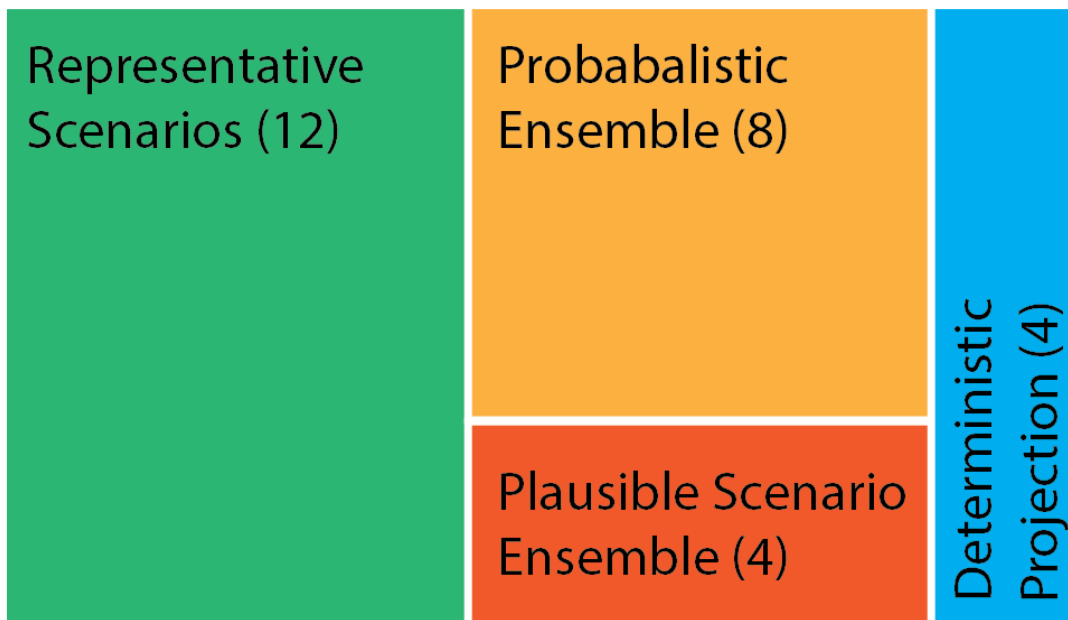 Representative
Scenarios (12)
Probabalistic
Ensemble (8)
Plausible Scenario
Ensemble (4)
Deterministic
Projection (4)